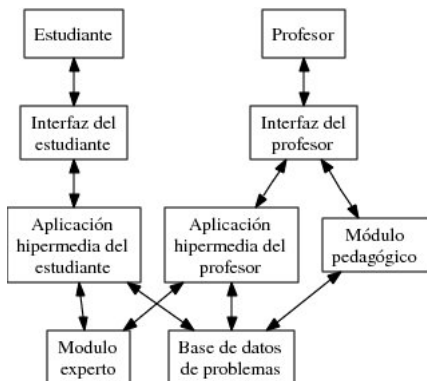 Estudiante
Profesor
Interfaz del
estudiante
Interfaz del
profesor
Aplicación
hipermedia del
estudiante
Aplicación
hipermedia del
profesor
Módulo
pedagógico
Modulo
experto
Base de datos
de problemas